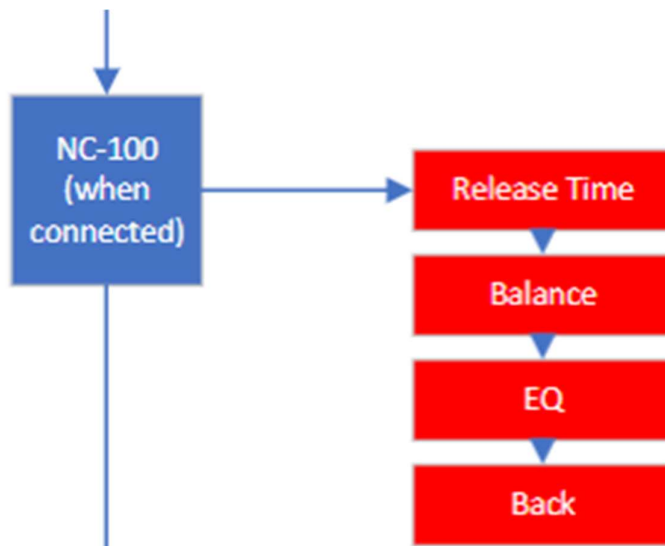 NC-100
(when
connected)
Release Time
Balance
EQ
Back